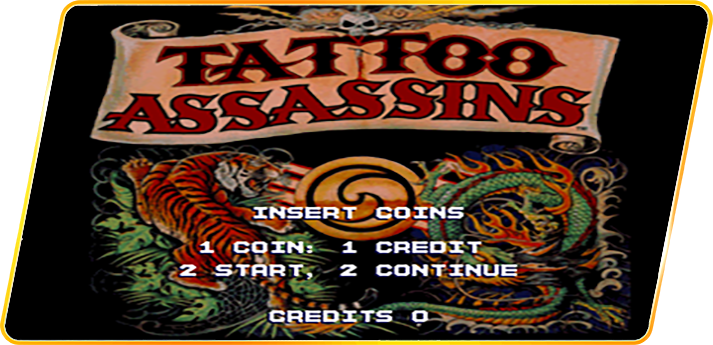 TATTOO
ASSASSINS
INSERT COINS
1 COIN: 1 CREDIT
2 START, 2 CONTINUE
CREDITS 0